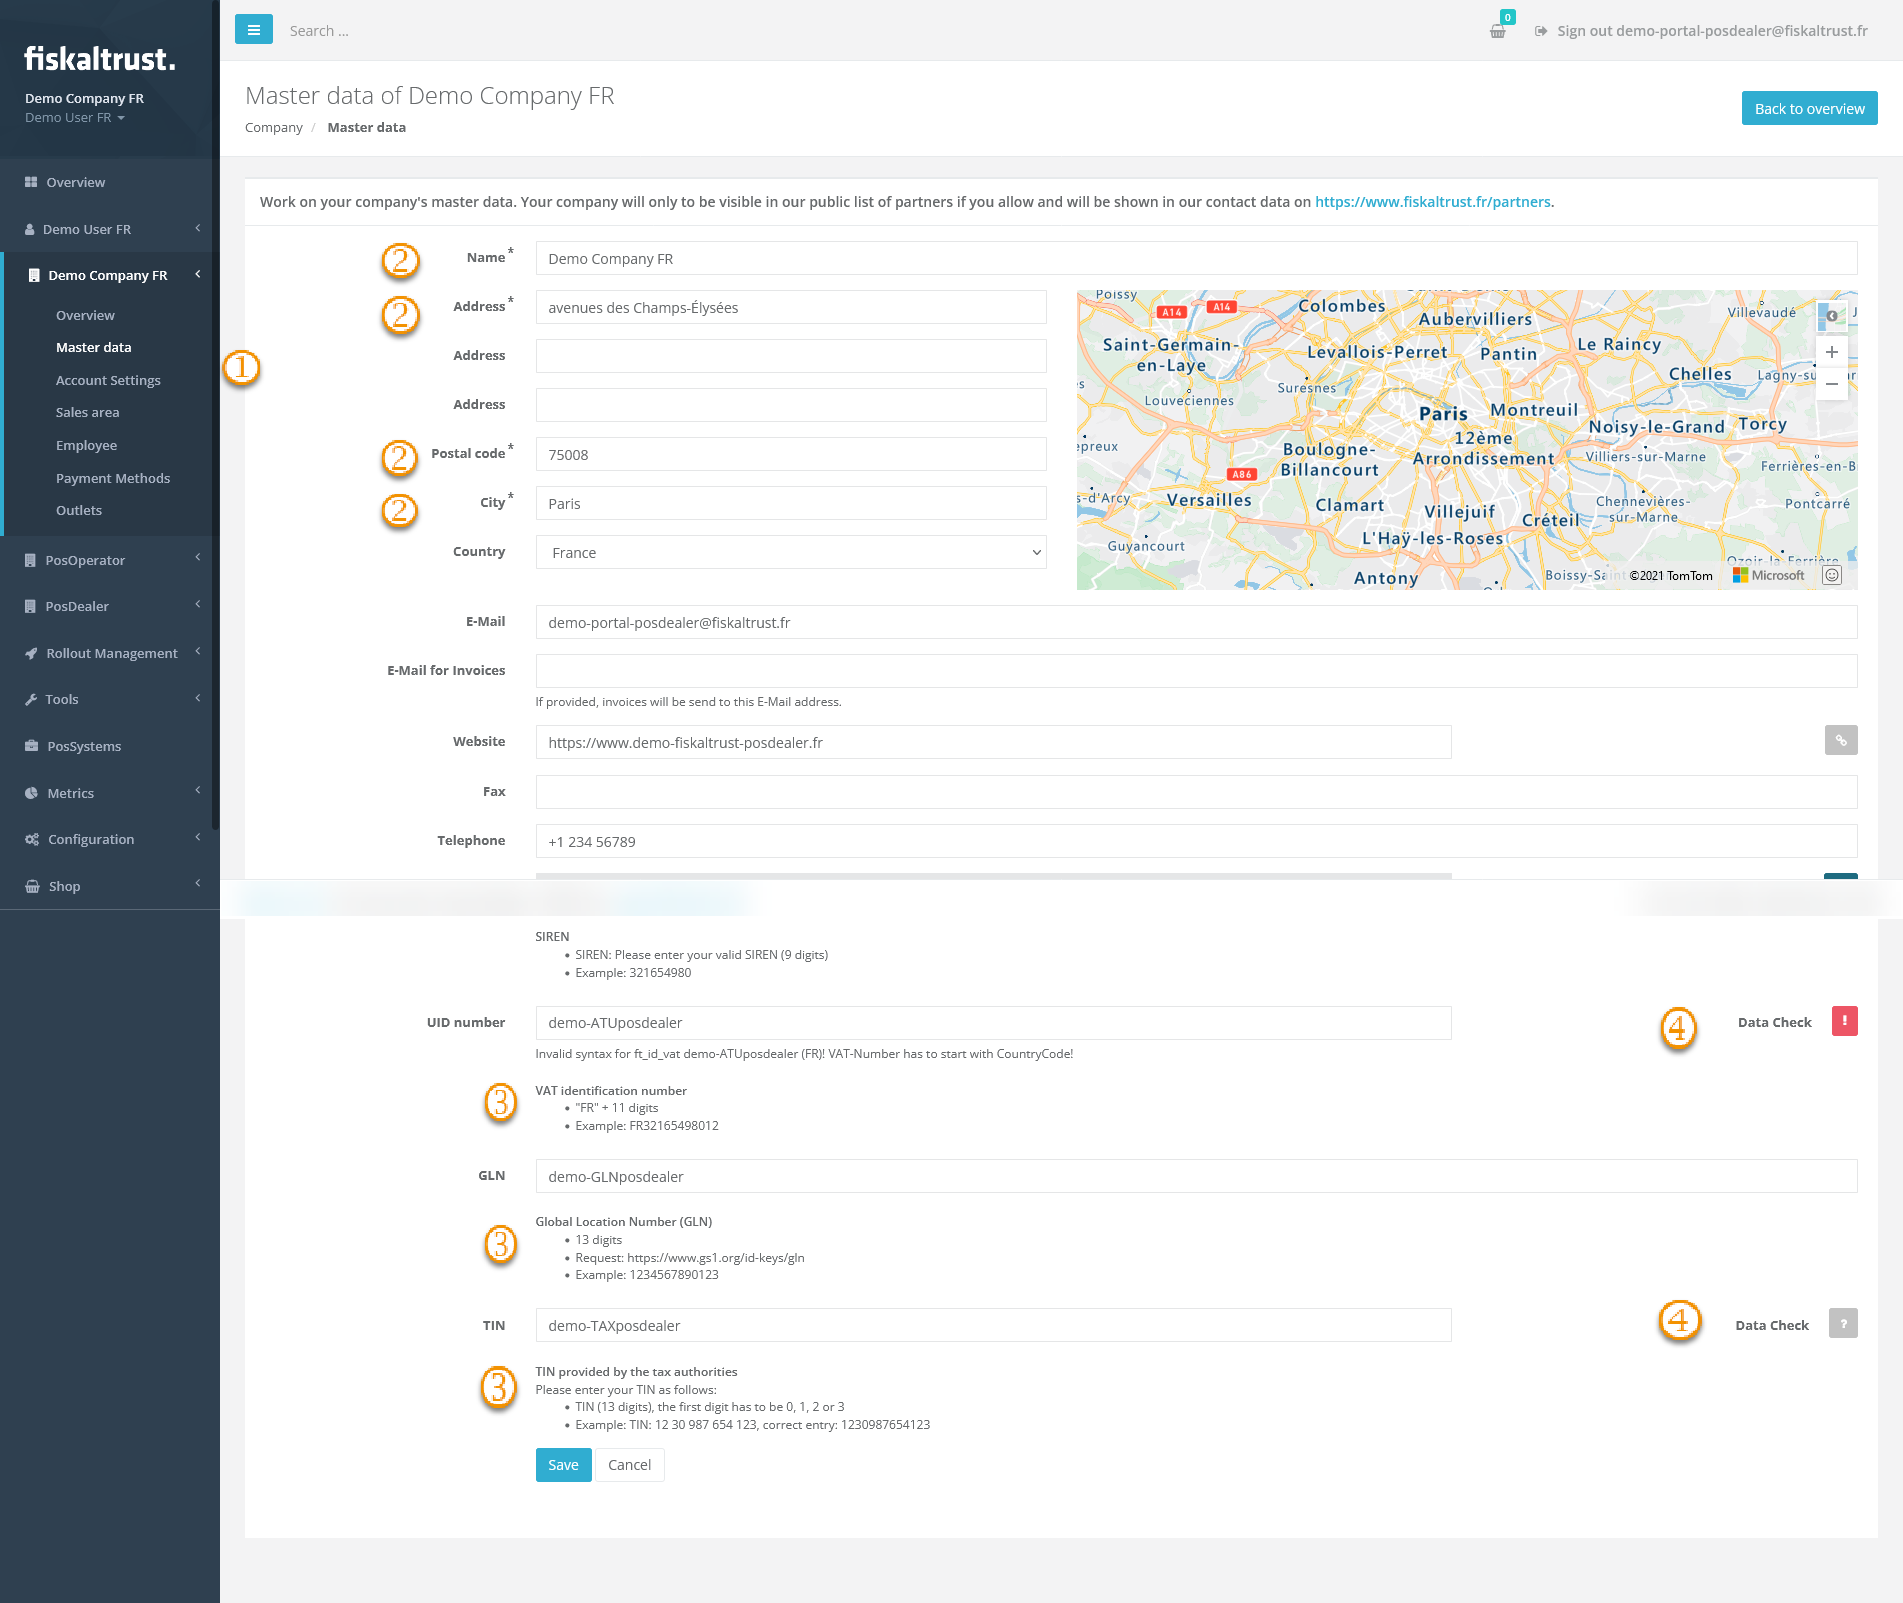 fiskaltrust.
Demo Company FR
Demo User FR
Overview
Demo User FR
Demo Company FR
Overview
Master data
Account Settings
Sales area
Employee
Payment Methods
Outlets
PosOperator
PosDealer
Rollout Management
Tools
PosSystems
Metrics
Configuration
Shop
Search ...
0
Sign out demo-portal-posdealer@fiskaltrust.fr
Master data of Demo Company FR
Company / Master data
Back to overview
Work on your company's master data. Your company will only to be visible in our public list of partners if you allow and will be shown in our contact data on https://www.fiskaltrust.fr/partners.
1
2 Name * Demo Company FR
2 Address * avenues des Champs-Élysées
Address
Address
2 Postal code * 75008
2 City * Paris
Country France
Poissy
A14
A14
Colombes
Aubervilliers
Villevaudé
Saint-Germain-
en-Laye
Levallois-Perret
Pantin
Le Raincy
Chelles
Lagny-su
Suresnes
Louveciennes
Paris
Montreuil
12ème
Arrondissement
Noisy-le-Grand
Torcy
epreux
Boulogne-
Billancourt
Villiers-sur-Marne
Ferrières-en-B
A86
s-d'Arcy
Versailles
Clamart
Villejuif
Créteil
Chennevières-
sur-Marne
Pontcarré
L'Haÿ-les-Roses
Guyancourt
Ozoir-la-Ferrière
Antony
Boissy-Saint
©2021 TomTom
Microsoft
E-Mail demo-portal-posdealer@fiskaltrust.fr
E-Mail for Invoices
If provided, invoices will be send to this E-Mail address.
Website https://www.demo-fiskaltrust-posdealer.fr
Fax
Telephone +1 234 56789
SIREN
• SIREN: Please enter your valid SIREN (9 digits)
• Example: 321654980
UID number demo-ATUposdealer 4 Data Check !
Invalid syntax for ft_id_vat demo-ATUposdealer (FR)! VAT-Number has to start with CountryCode!
3 VAT identification number
• "FR" + 11 digits
• Example: FR32165498012
GLN demo-GLNposdealer
3 Global Location Number (GLN)
• 13 digits
• Request: https://www.gs1.org/id-keys/gln
• Example: 1234567890123
TIN demo-TAXposdealer 4 Data Check ?
3 TIN provided by the tax authorities
Please enter your TIN as follows:
• TIN (13 digits), the first digit has to be 0, 1, 2 or 3
• Example: TIN: 12 30 987 654 123, correct entry: 1230987654123
Save Cancel